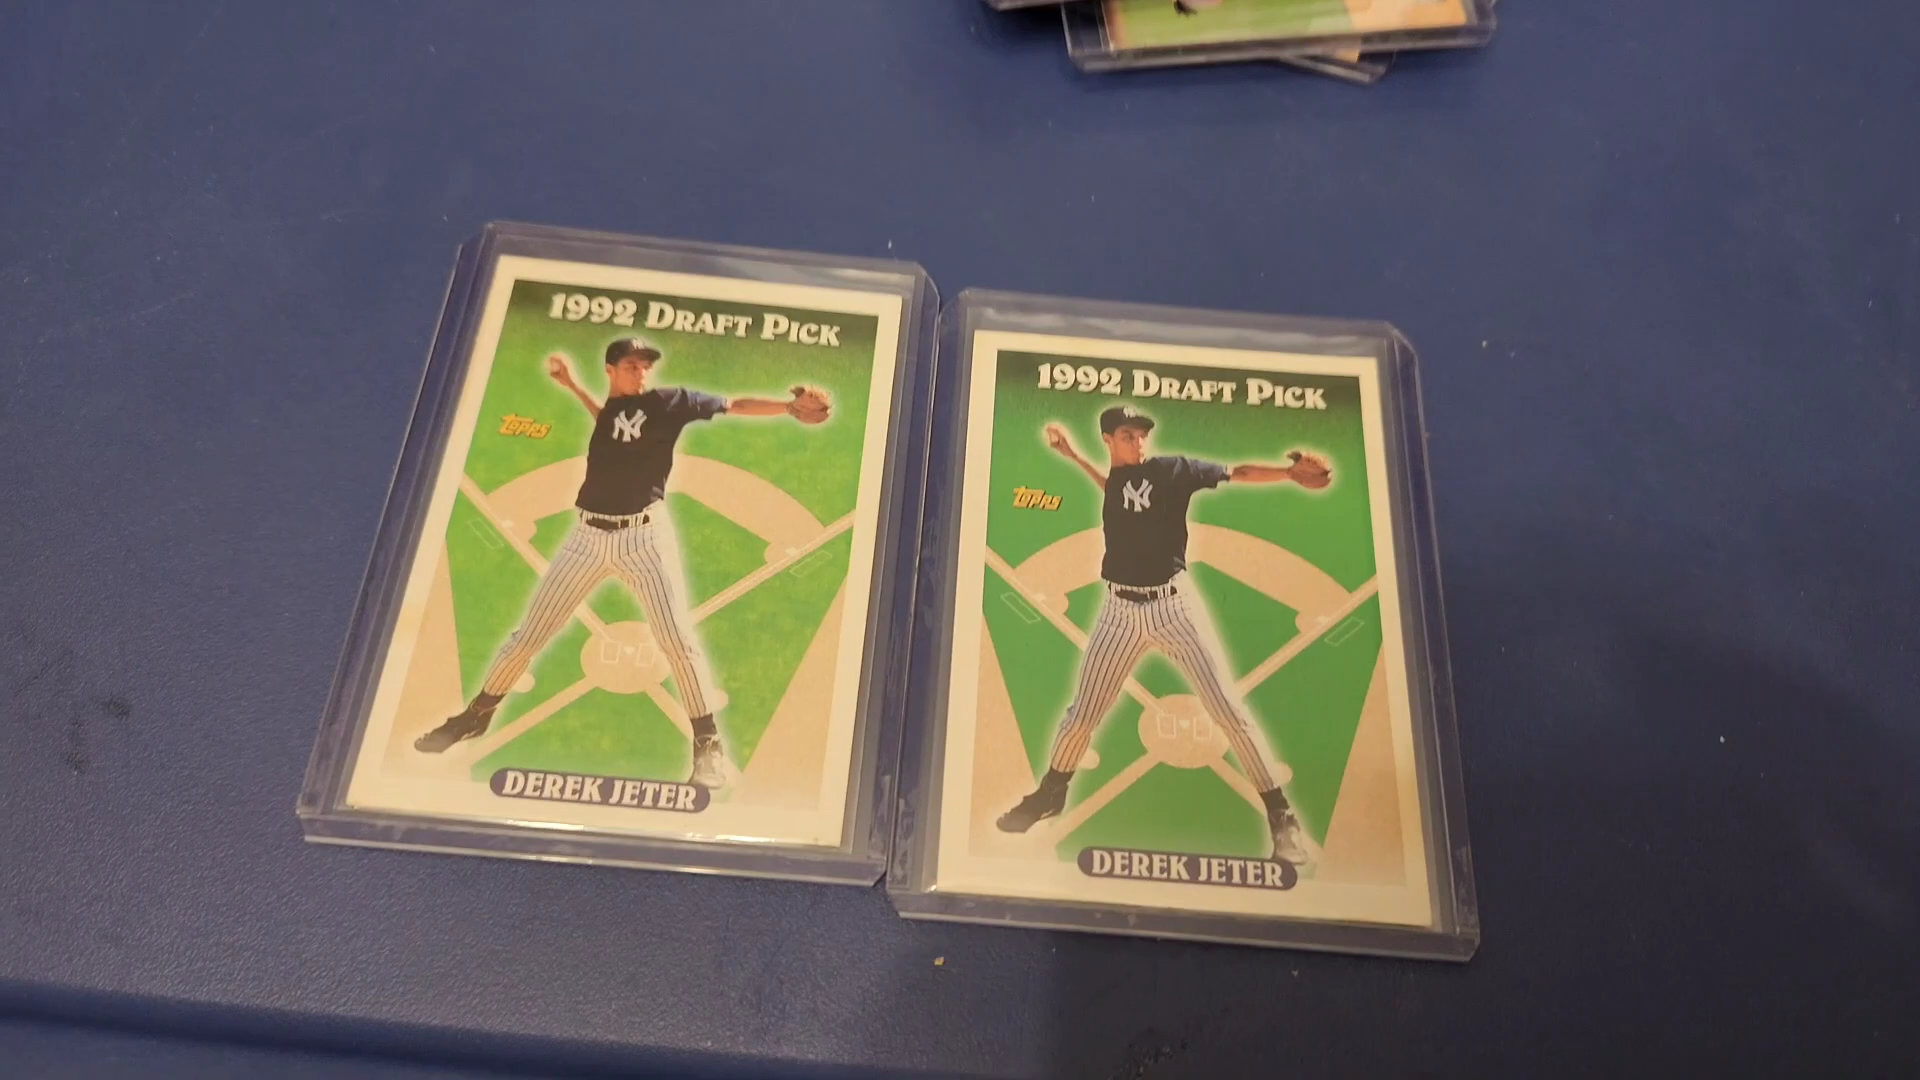 1992 DRAFT PICK
NY
TOPPS
DEREK JETER
1992 DRAFT PICK
NY
TOPPS
DEREK JETER